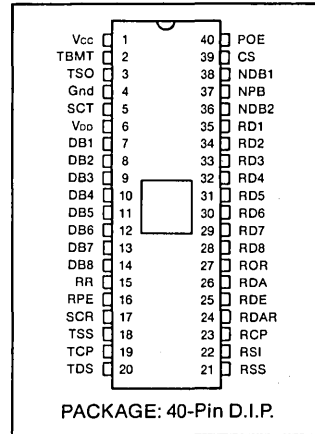 Vcc 1 40 POE
TBMT 2 39 CS
TSO 3 38 NDB1
Gnd 4 37 NPB
SCT 5 36 NDB2
VDD 6 35 RD1
DB1 7 34 RD2
DB2 8 33 RD3
DB3 9 32 RD4
DB4 10 31 RD5
DB5 11 30 RD6
DB6 12 29 RD7
DB7 13 28 RD8
DB8 14 27 ROR
RR 15 26 RDA
RPE 16 25 RDE
SCR 17 24 RDAR
TSS 18 23 RCP
TCP 19 22 RSI
TDS 20 21 RSS
PACKAGE: 40-Pin D.I.P.